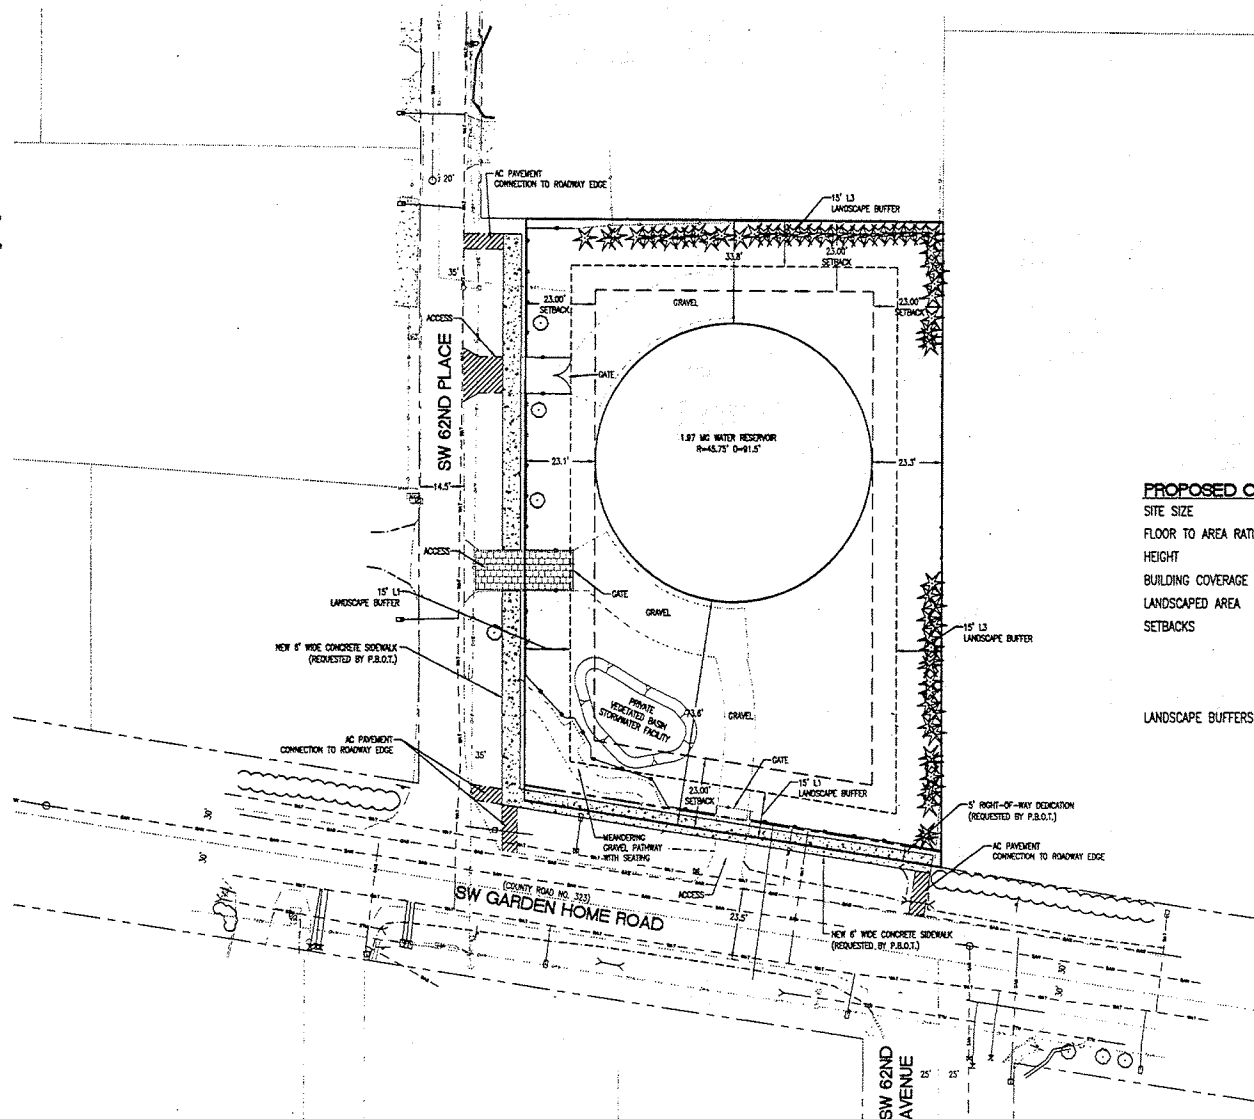 AC PAVEMENT
CONNECTION TO ROADWAY EDGE
20'
15' L3
LANDSCAPE BUFFER
33.8'
23.00'
SETBACK
35'
23.00'
SETBACK
GRAVEL
23.00'
SETBACK
ACCESS
SW 62ND PLACE
GATE
1.97 MG WATER RESERVOIR
R=45.75' D=91.5'
23.1'
23.3'
14.5'
PROPOSED
SITE SIZE
FLOOR TO AREA
HEIGHT
BUILDING COVERAGE
LANDSCAPED AREA
SETBACKS
LANDSCAPE BUFFERS
ACCESS
GATE
15' L1
LANDSCAPE BUFFER
GRAVEL
15' L3
LANDSCAPE BUFFER
NEW 6' WIDE CONCRETE SIDEWALK
(REQUESTED BY P.B.O.T.)
PRIVATE
VEGETATED BASIN
STORMWATER FACILITY
73.6'
GRAVEL
AC PAVEMENT
CONNECTION TO ROADWAY EDGE
35'
GATE
23.00'
SETBACK
15' L1
LANDSCAPE BUFFER
5' RIGHT-OF-WAY DEDICATION
(REQUESTED BY P.B.O.T.)
30'
30'
MEANDERING
GRAVEL PATHWAY
WITH SEATING
AC PAVEMENT
CONNECTION TO ROADWAY EDGE
ACCESS
(COUNTY ROAD NO. 323)
SW GARDEN HOME ROAD
23.5'
NEW 6' WIDE CONCRETE SIDEWALK
(REQUESTED BY P.B.O.T.)
30'
30'
SW 62ND
AVENUE
25'
25'